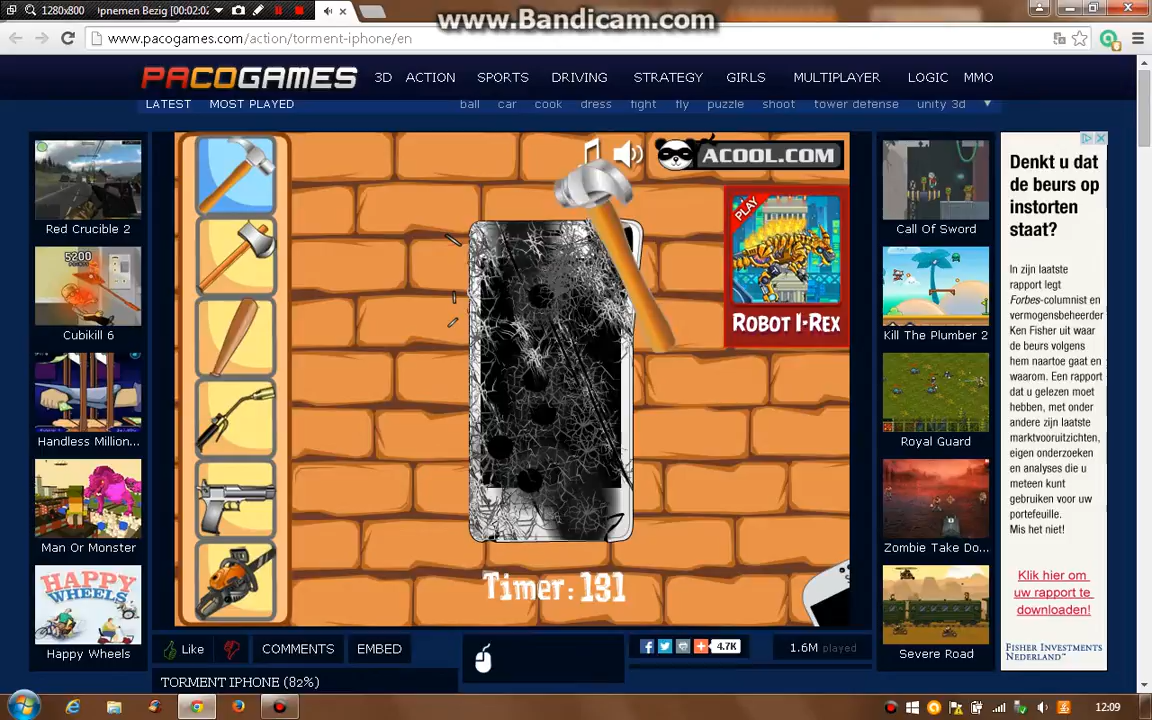 1280x800
pnemen Bezig [00:02:02
www.Bandicam.com
www.pacogames.com/action/torment-iphone/en
PACOGAMES
3D ACTION SPORTS DRIVING STRATEGY GIRLS MULTIPLAYER LOGIC MMO
LATEST MOST PLAYED
ball car cook dress fight fly puzzle shoot tower defense unity 3d
Red Crucible 2
5200
Cubikill 6
Handless Million...
Man Or Monster
HAPPY
WHEELS
Happy Wheels
ACOOL.COM
PLAY
ROBOT T-REX
Timer: 131
Call Of Sword
Kill The Plumber 2
Royal Guard
Zombie Take Do...
Severe Road
Denkt u dat
de beurs op
instorten
staat?
In zijn laatste
rapport legt
Forbes-columnist en
vermogensbeheerder
Ken Fisher uit waar
de beurs volgens
hem naartoe gaat en
waarom. Een rapport
dat u gelezen moet
hebben, met onder
andere zijn laatste
marktvooruitzichten,
eigen onderzoeken
en analyses die u
meteen kunt
gebruiken voor uw
portefeuille.
Mis het niet!
Klik hier om
uw rapport te
downloaden!
FISHER INVESTMENTS
NEDERLAND™
Like
COMMENTS
EMBED
4.7K
1.6M played
TORMENT IPHONE (82%)
12:09